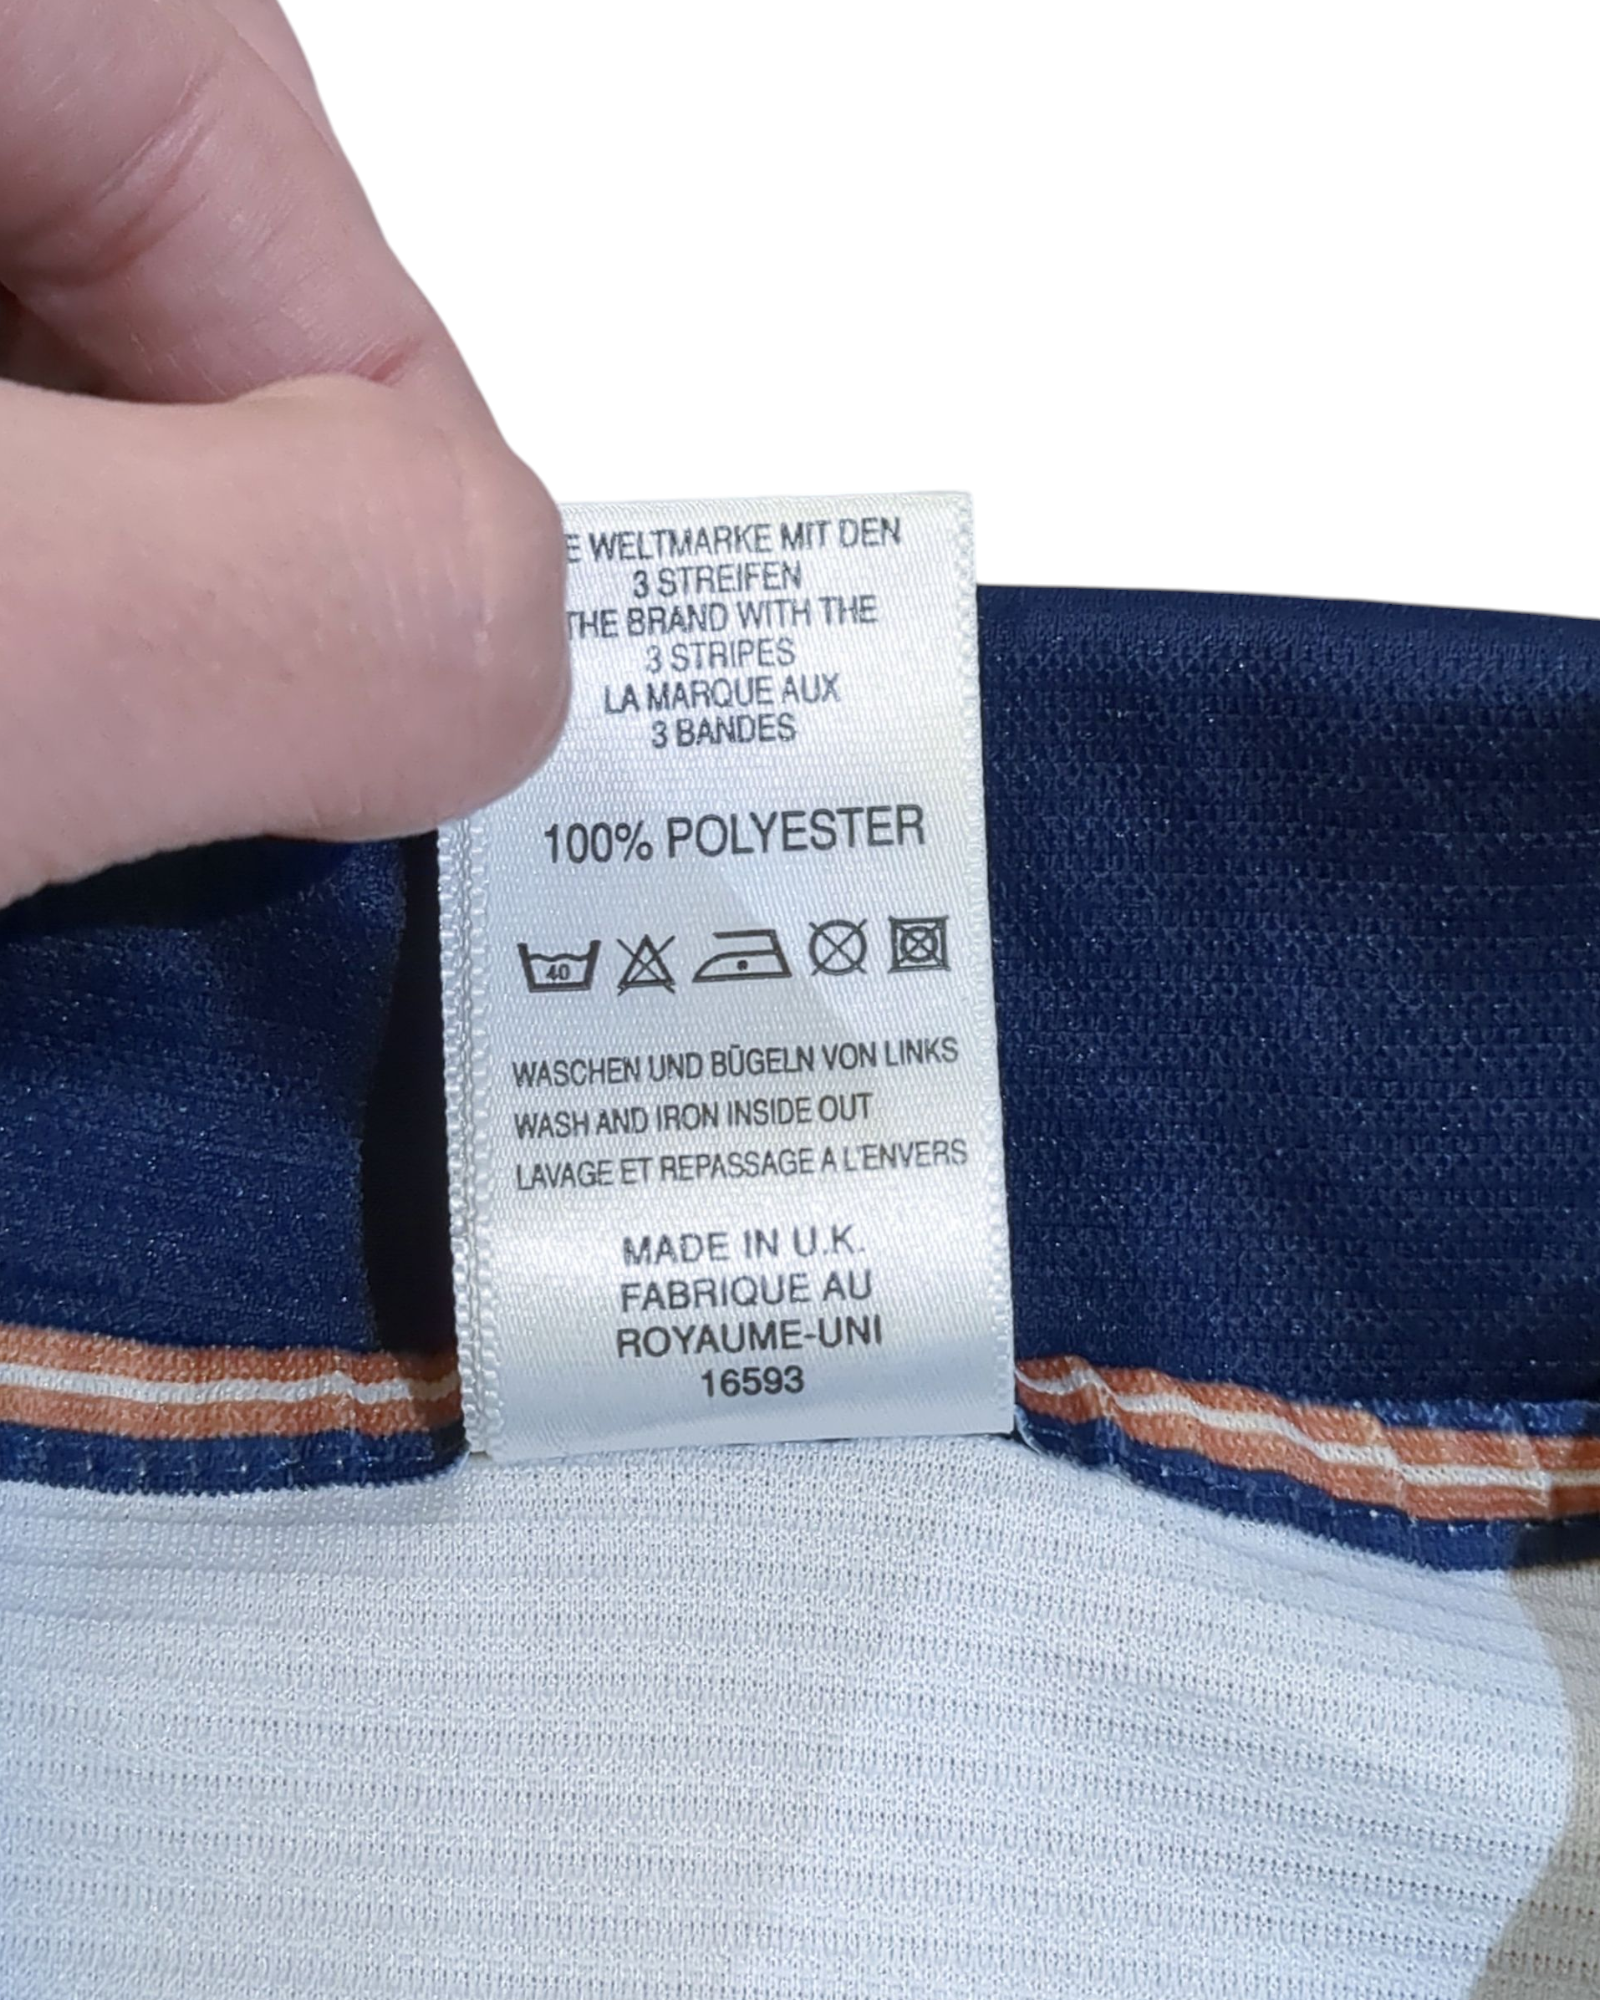 E WELTMARKE MIT DEN
3 STREIFEN
THE BRAND WITH THE
3 STRIPES
LA MARQUE AUX
3 BANDES
100% POLYESTER
40
WASCHEN UND BÜGELN VON LINKS
WASH AND IRON INSIDE OUT
LAVAGE ET REPASSAGE A L'ENVERS
MADE IN U.K.
FABRIQUE AU
ROYAUME-UNI
16593